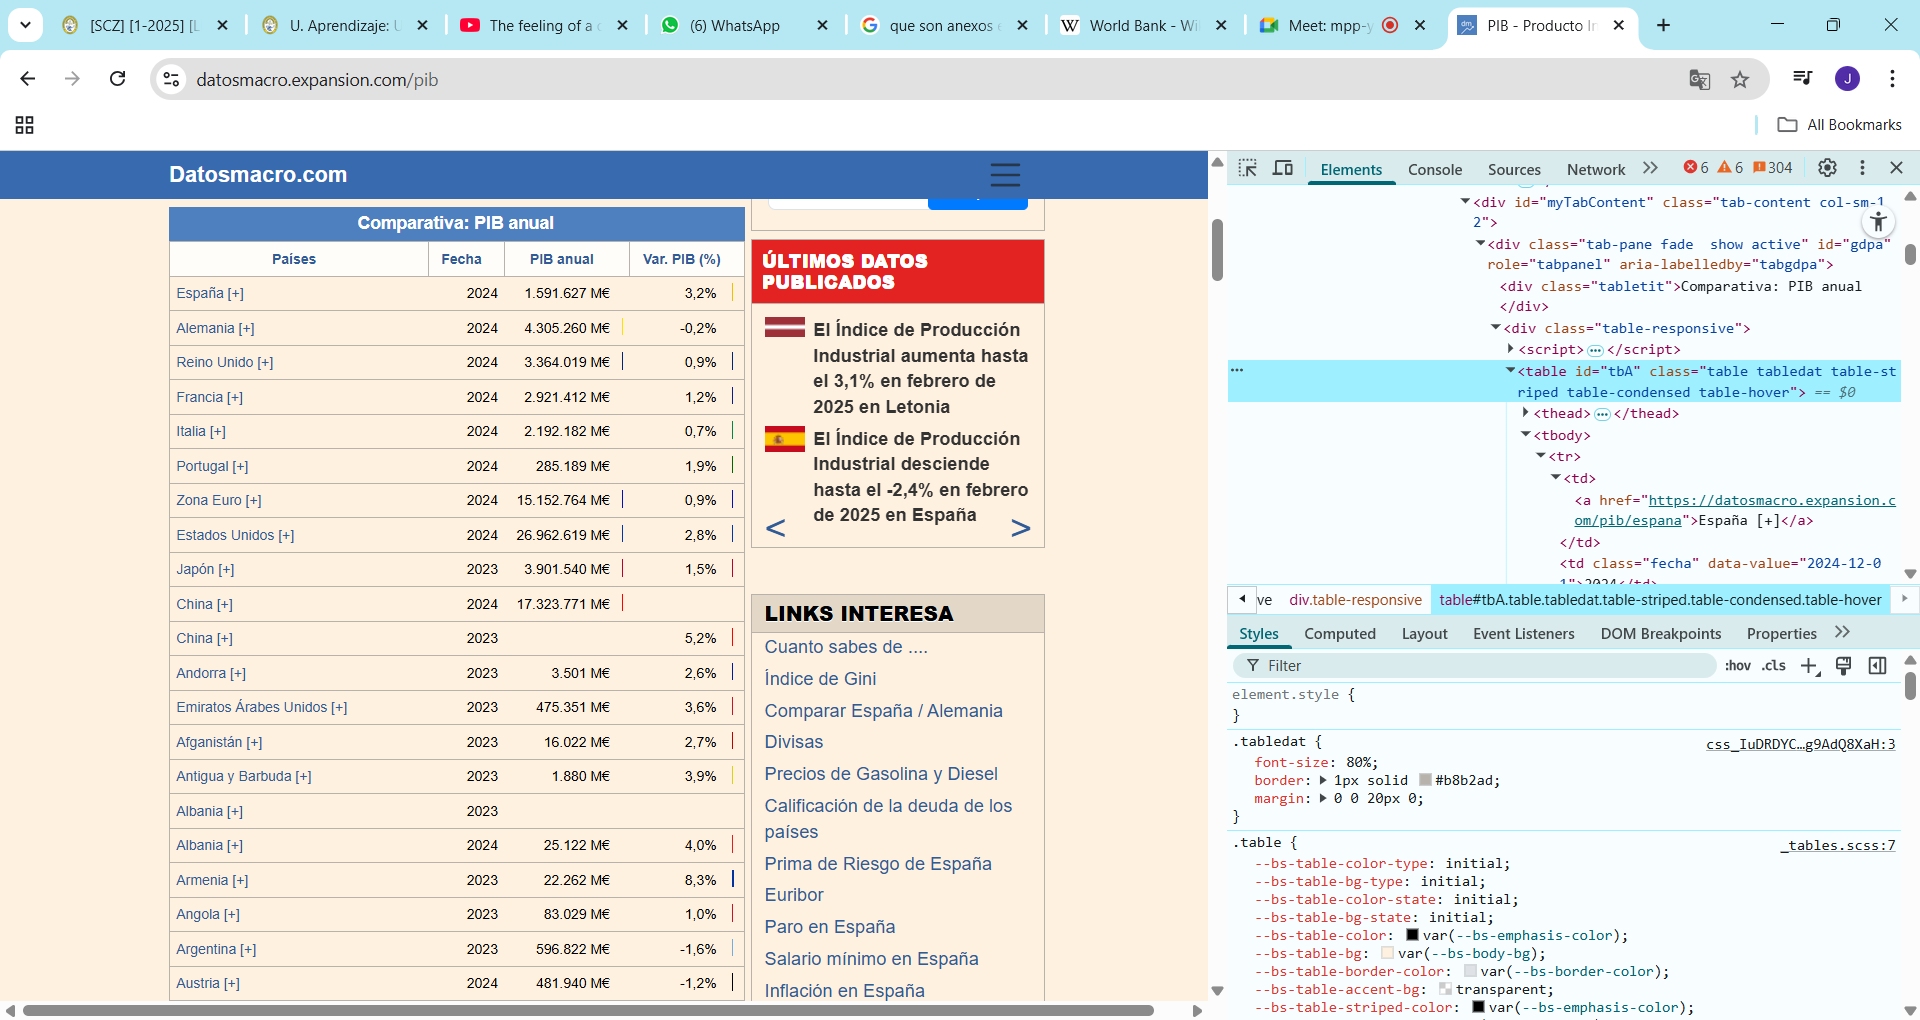 [SCZ] [1-2025] [L
U. Aprendizaje: U
The feeling of a c
(6) WhatsApp
que son anexos e
World Bank - Wi
Meet: mpp-y
PIB - Producto In
datosmacro.expansion.com/pib
J
All Bookmarks
Datosmacro.com
Comparativa: PIB anual
Países Fecha PIB anual Var. PIB (%)
España [+] 2024 1.591.627 M€ 3,2%
Alemania [+] 2024 4.305.260 M€ -0,2%
Reino Unido [+] 2024 3.364.019 M€ 0,9%
Francia [+] 2024 2.921.412 M€ 1,2%
Italia [+] 2024 2.192.182 M€ 0,7%
Portugal [+] 2024 285.189 M€ 1,9%
Zona Euro [+] 2024 15.152.764 M€ 0,9%
Estados Unidos [+] 2024 26.962.619 M€ 2,8%
Japón [+] 2023 3.901.540 M€ 1,5%
China [+] 2024 17.323.771 M€
China [+] 2023 5,2%
Andorra [+] 2023 3.501 M€ 2,6%
Emiratos Árabes Unidos [+] 2023 475.351 M€ 3,6%
Afganistán [+] 2023 16.022 M€ 2,7%
Antigua y Barbuda [+] 2023 1.880 M€ 3,9%
Albania [+] 2023
Albania [+] 2024 25.122 M€ 4,0%
Armenia [+] 2023 22.262 M€ 8,3%
Angola [+] 2023 83.029 M€ 1,0%
Argentina [+] 2023 596.822 M€ -1,6%
Austria [+] 2024 481.940 M€ -1,2%
ÚLTIMOS DATOS
PUBLICADOS
El Índice de Producción
Industrial aumenta hasta
el 3,1% en febrero de
2025 en Letonia
El Índice de Producción
Industrial desciende
hasta el -2,4% en febrero
de 2025 en España
< >
LINKS INTERESA
Cuanto sabes de ....
Índice de Gini
Comparar España / Alemania
Divisas
Precios de Gasolina y Diesel
Calificación de la deuda de los
países
Prima de Riesgo de España
Euribor
Paro en España
Salario mínimo en España
Inflación en España
Elements Console Sources Network 6 6 304
<div id="myTabContent" class="tab-content col-sm-1
2">
<div class="tab-pane fade  show active" id="gdpa"
role="tabpanel" aria-labelledby="tabgdpa">
<div class="tabletit">Comparativa: PIB anual
</div>
<div class="table-responsive">
<script>…</script>
<table id="tbA" class="table tabledat table-st
riped table-condensed table-hover"> == $0
<thead>…</thead>
<tbody>
<tr>
<td>
<a href="https://datosmacro.expansion.c
om/pib/espana">España [+]</a>
</td>
<td class="fecha" data-value="2024-12-0
1">2024</td>
ve div.table-responsive table#tbA.table.tabledat.table-striped.table-condensed.table-hover
Styles Computed Layout Event Listeners DOM Breakpoints Properties
Filter :hov .cls
element.style {
}
.tabledat { css_IuDRDYC…g9AdQ8XaH:3
font-size: 80%;
border: 1px solid #b8b2ad;
margin: 0 0 20px 0;
}
.table { _tables.scss:7
--bs-table-color-type: initial;
--bs-table-bg-type: initial;
--bs-table-color-state: initial;
--bs-table-bg-state: initial;
--bs-table-color: var(--bs-emphasis-color);
--bs-table-bg: var(--bs-body-bg);
--bs-table-border-color: var(--bs-border-color);
--bs-table-accent-bg: transparent;
--bs-table-striped-color: var(--bs-emphasis-color);